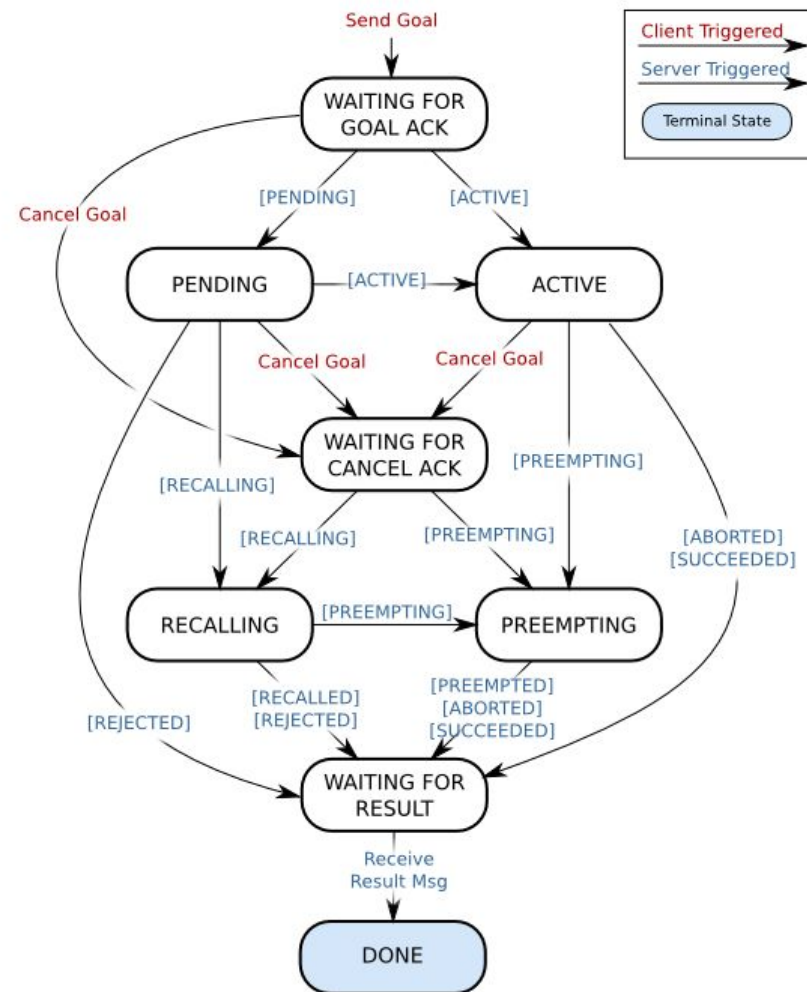 Send Goal
Client Triggered
Server Triggered
Terminal State
WAITING FOR
GOAL ACK
[PENDING]
[ACTIVE]
Cancel Goal
PENDING
[ACTIVE]
ACTIVE
Cancel Goal
Cancel Goal
WAITING FOR
CANCEL ACK
[PREEMPTING]
[RECALLING]
[RECALLING]
[PREEMPTING]
[ABORTED]
[SUCCEEDED]
RECALLING
[PREEMPTING]
PREEMPTING
[RECALLED]
[REJECTED]
[PREEMPTED]
[ABORTED]
[SUCCEEDED]
[REJECTED]
WAITING FOR
RESULT
Receive
Result Msg
DONE